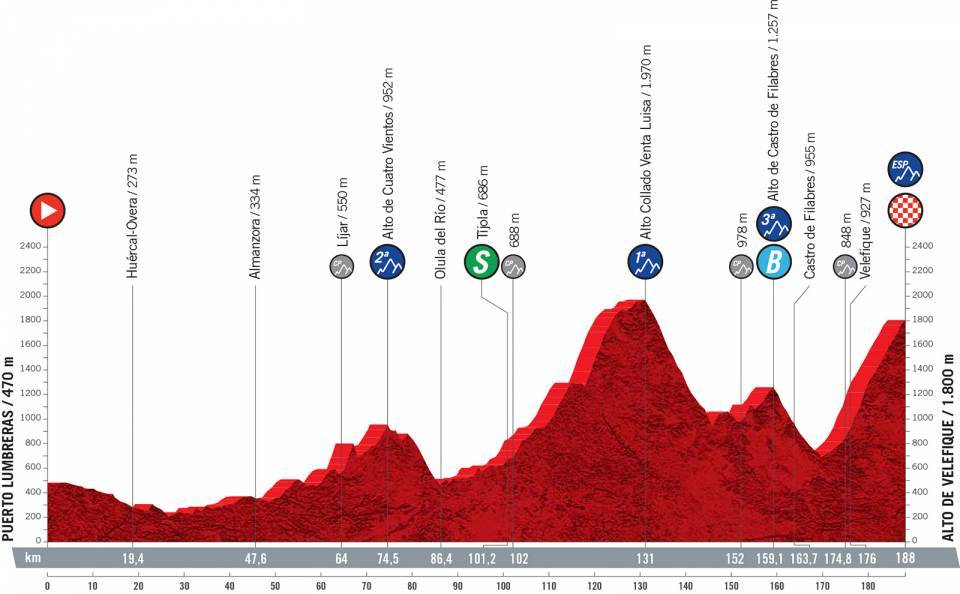 Huércal-Overa / 273 m
Almanzora / 334 m
Líjar / 550 m
CP
Alto de Cuatro Vientos / 952 m
2ª
Olula del Río / 477 m
Tíjola / 686 m
S
688 m
CP
Alto Collado Venta Luisa / 1.970 m
1ª
978 m
CP
Alto de Castro de Filabres / 1.257 m
3ª
B
Castro de Filabres / 955 m
848 m
CP
Velefique / 927 m
ESP.
PUERTO LUMBRERAS / 470 m
2400
2200
2000
1800
1600
1400
1200
1000
800
600
400
200
0
2400
2200
2000
1800
1600
1400
1200
1000
800
600
400
200
0
ALTO DE VELEFIQUE / 1.800 m
km 19,4 47,6 64 74,5 86,4 101,2 102 131 152 159,1 163,7 174,8 176 188
0 10 20 30 40 50 60 70 80 90 100 110 120 130 140 150 160 170 180